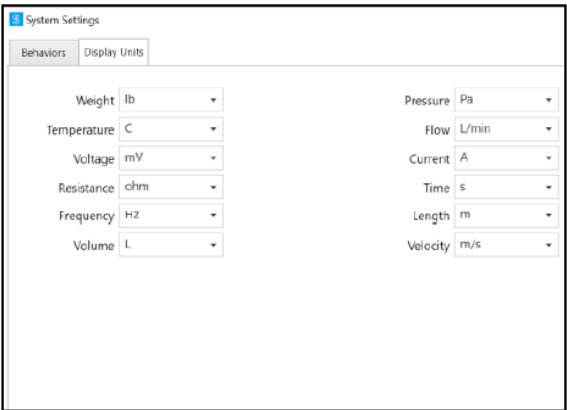 System Settings
Behaviors Display Units
Weight lb Pressure Pa
Temperature C Flow L/min
Voltage mV Current A
Resistance ohm Time s
Frequency Hz Length m
Volume L Velocity m/s